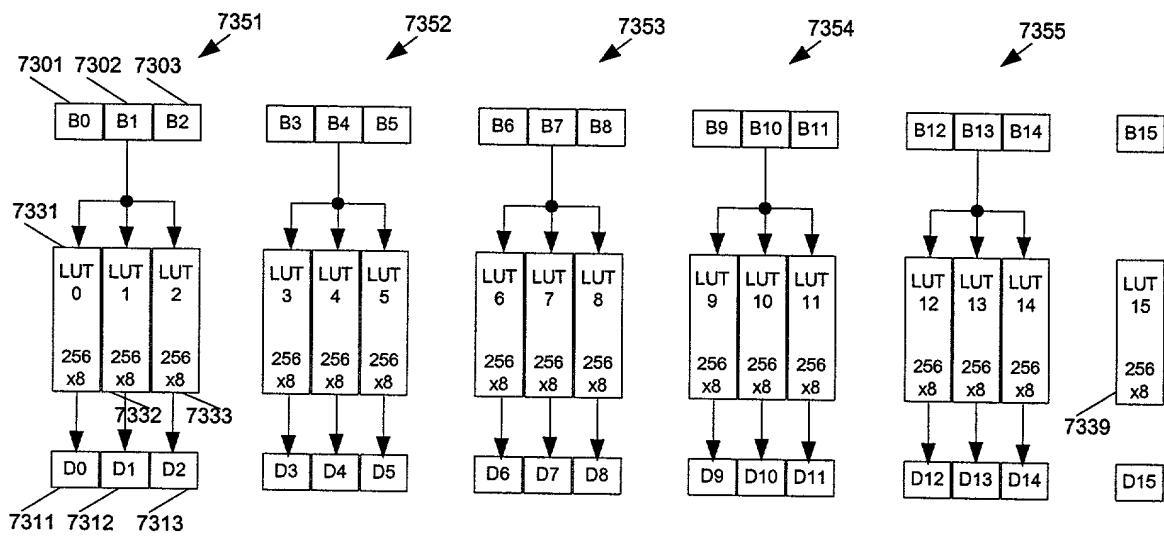 7351 7352 7353 7354 7355
7301 7302 7303
B0 B1 B2 B3 B4 B5 B6 B7 B8 B9 B10 B11 B12 B13 B14 B15
7331
LUT LUT LUT LUT LUT LUT LUT LUT LUT LUT LUT LUT LUT LUT LUT LUT
0 1 2 3 4 5 6 7 8 9 10 11 12 13 14 15
256 256 256 256 256 256 256 256 256 256 256 256 256 256 256 256
x8 x8 x8 x8 x8 x8 x8 x8 x8 x8 x8 x8 x8 x8 x8 x8
7332 7333 7339
D0 D1 D2 D3 D4 D5 D6 D7 D8 D9 D10 D11 D12 D13 D14 D15
7311 7312 7313